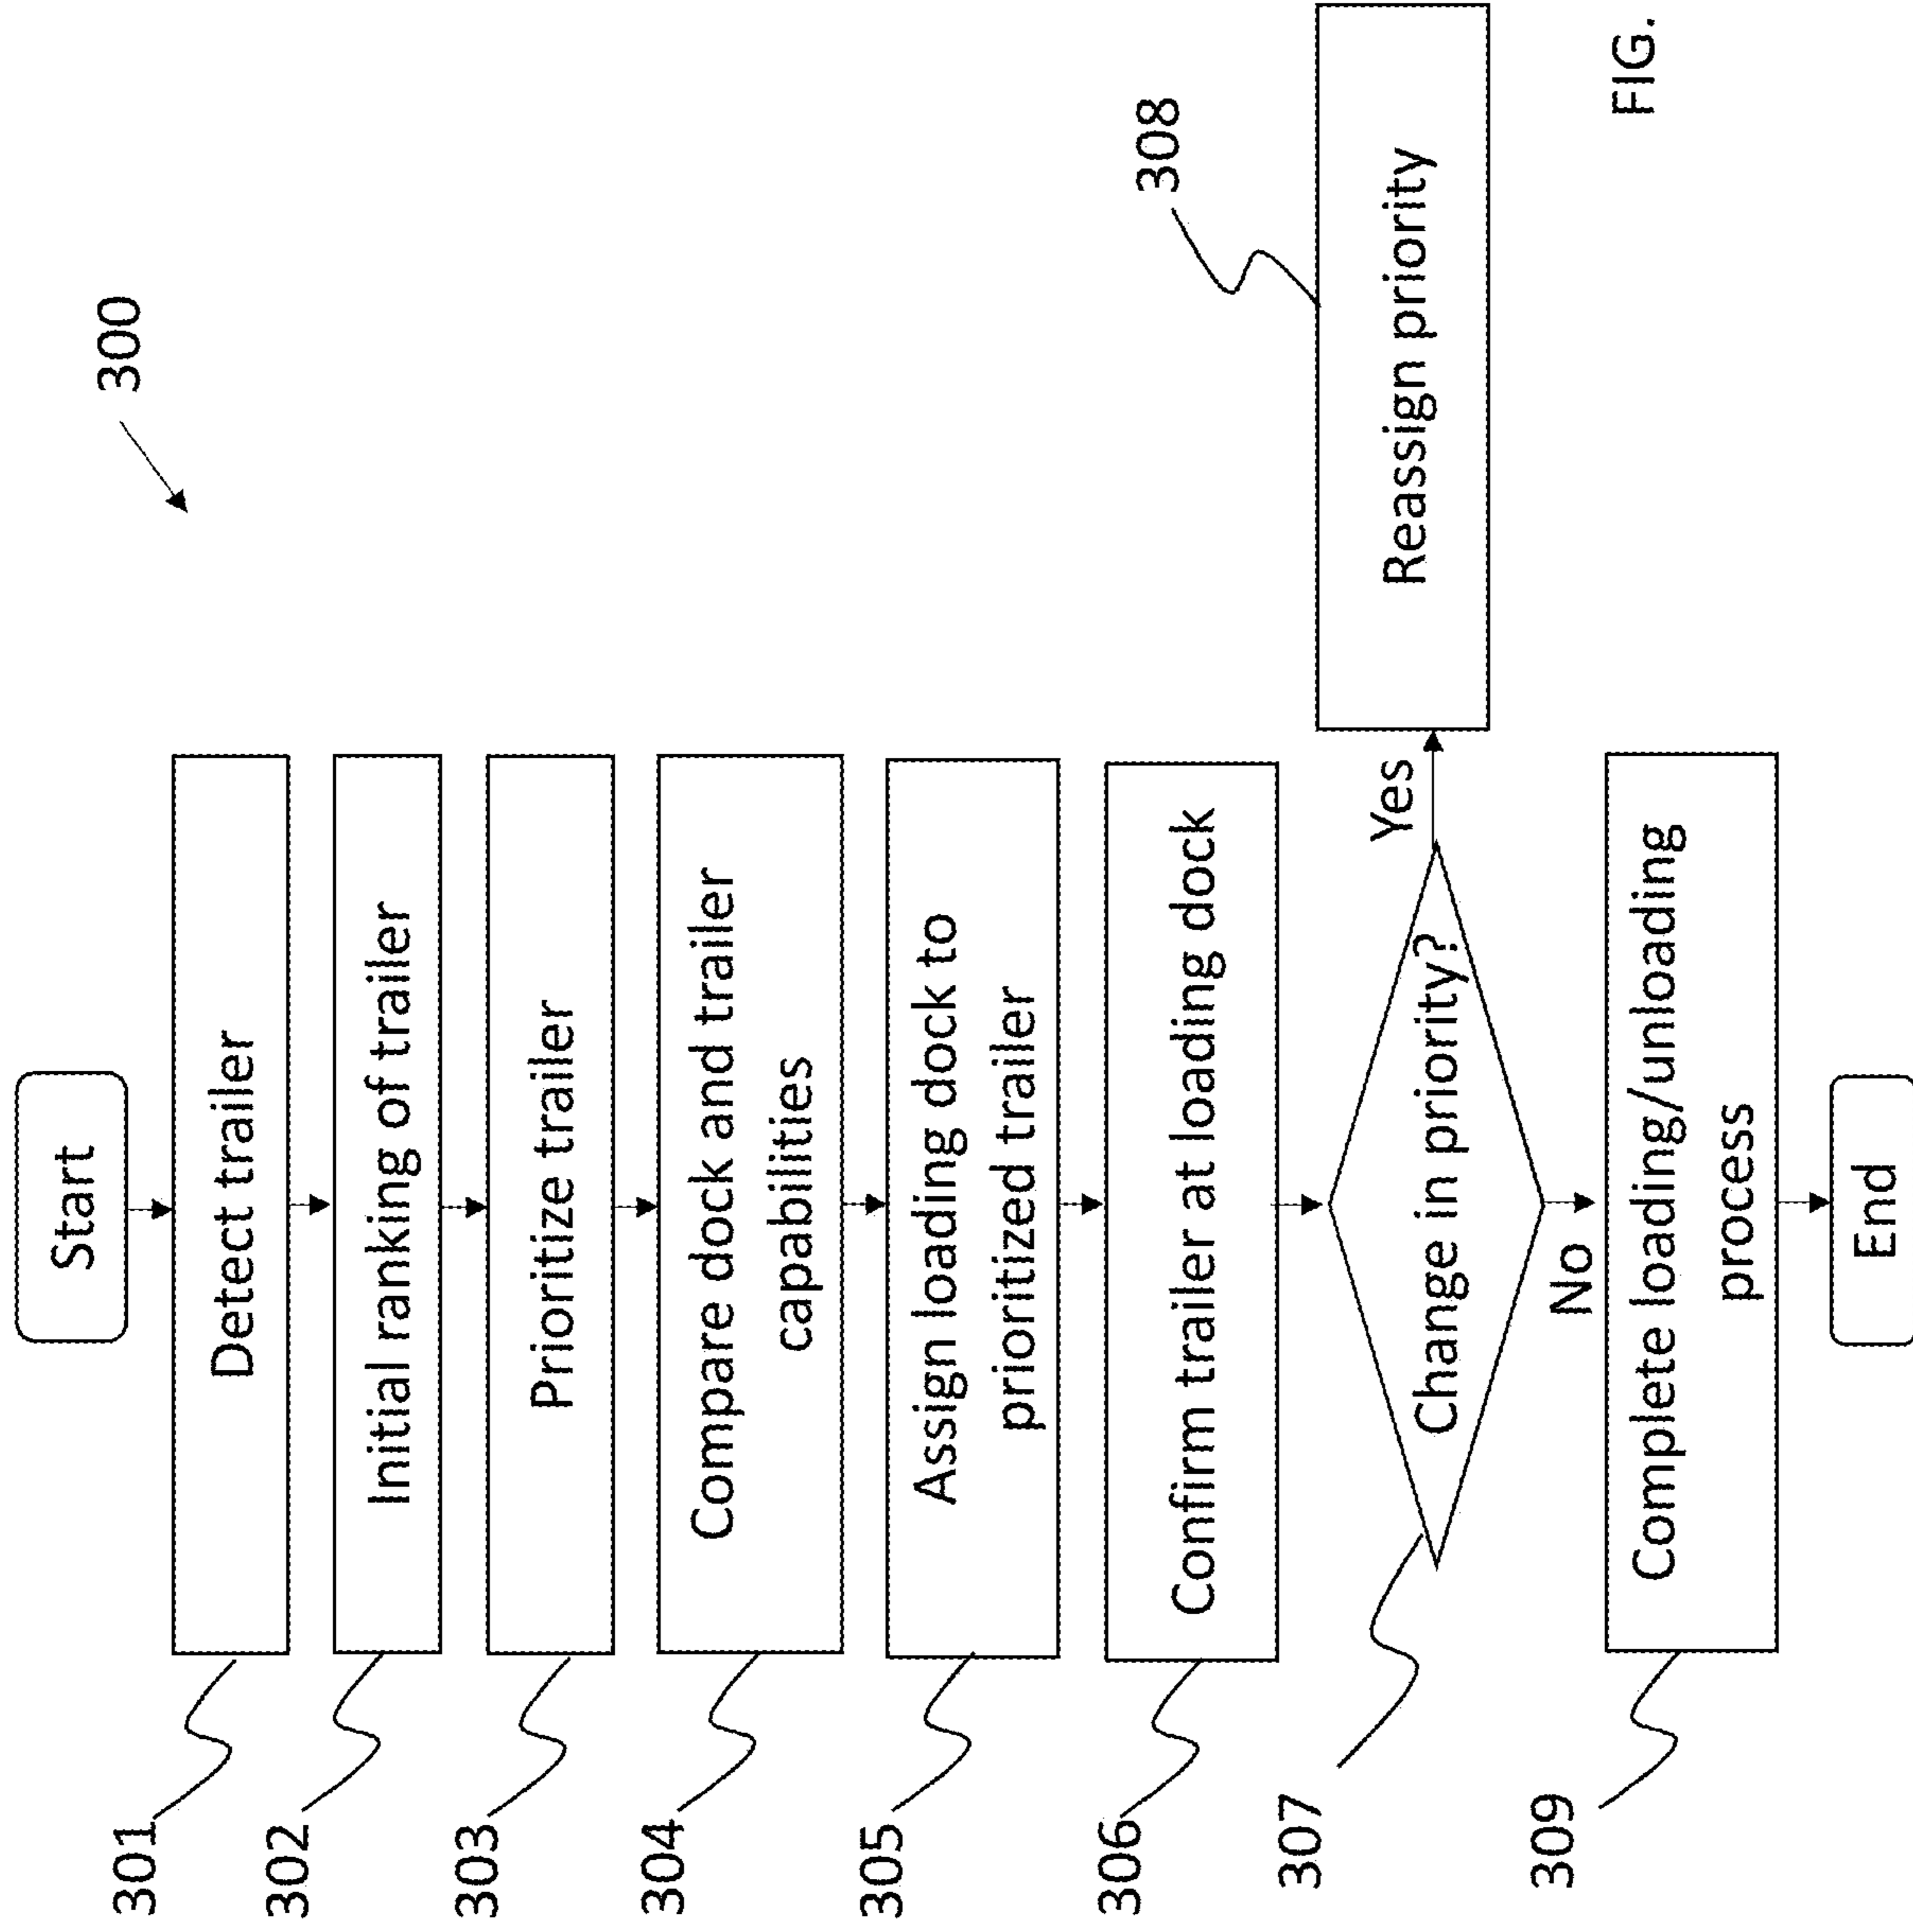 300
Start
301
Detect trailer
302
Initial ranking of trailer
303
Prioritize trailer
304
Compare dock and trailer
capabilities
305
Assign loading dock to
prioritized trailer
306
Confirm trailer at loading dock
307
Change in priority?
Yes
308
Reassign priority
No
309
Complete loading/unloading
process
End
FIG.